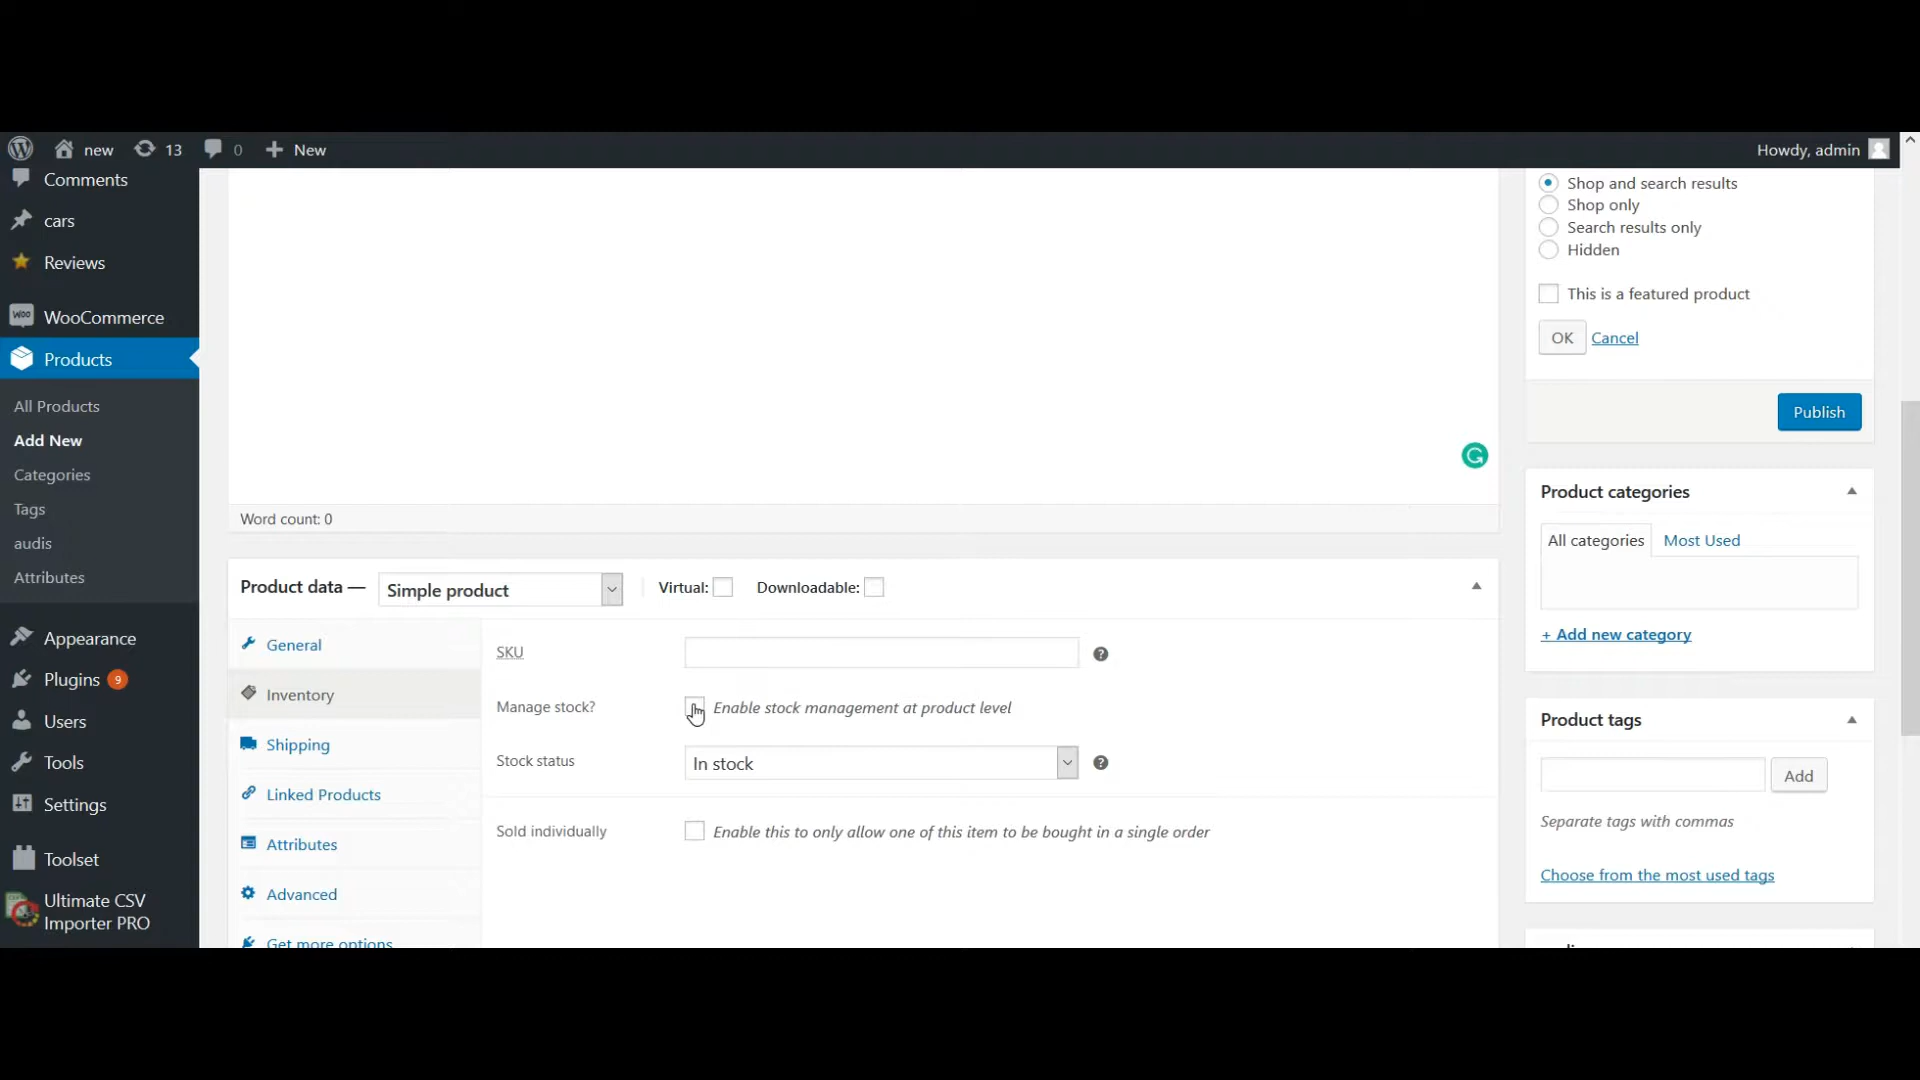 new
13
0
New
Howdy, admin
Comments
cars
Reviews
WOO
WooCommerce
Products
All Products
Add New
Categories
Tags
audis
Attributes
Appearance
Plugins 9
Users
Tools
Settings
Toolset
Ultimate CSV
Importer PRO
Word count: 0
Product data —
Simple product
Virtual:
Downloadable:
General
Inventory
Shipping
Linked Products
Attributes
Advanced
Get more options
SKU
?
Manage stock?
Enable stock management at product level
Stock status
In stock
?
Sold individually
Enable this to only allow one of this item to be bought in a single order
Shop and search results
Shop only
Search results only
Hidden
This is a featured product
OK
Cancel
Publish
Product categories
All categories
Most Used
+ Add new category
Product tags
Add
Separate tags with commas
Choose from the most used tags